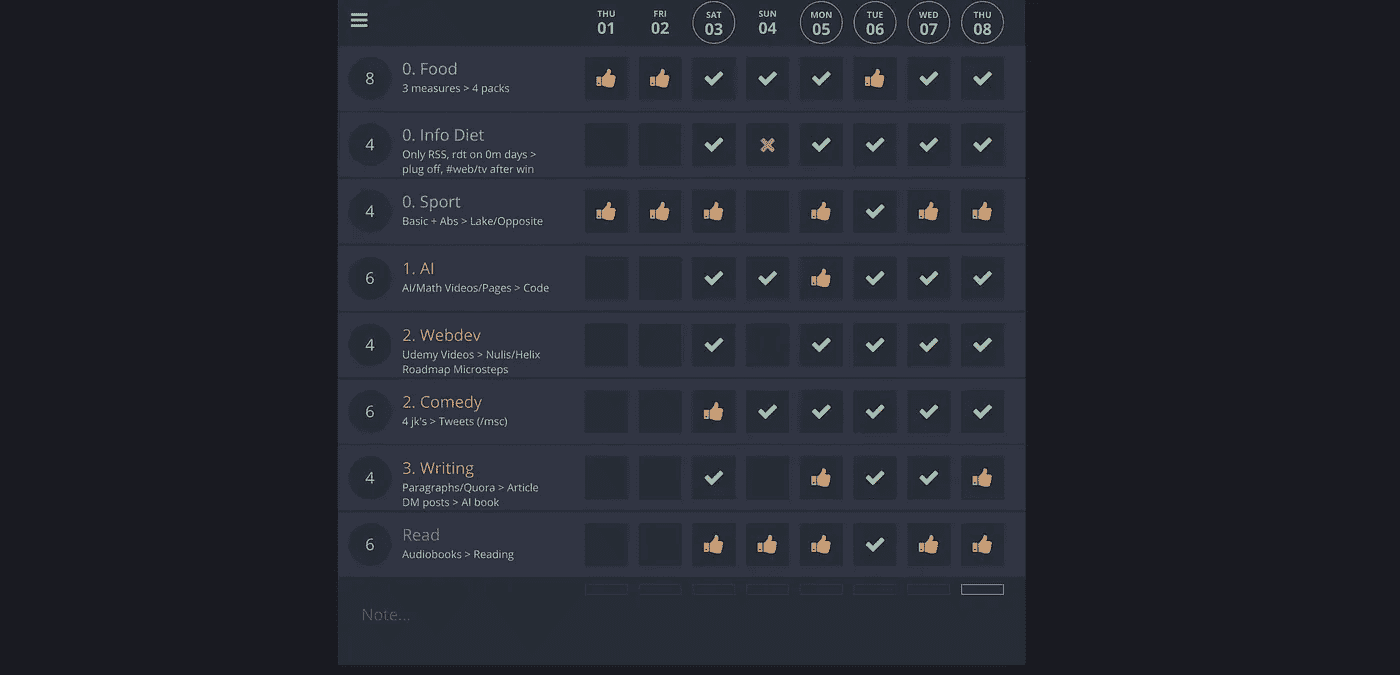 THU FRI SAT SUN MON TUE WED THU
01 02 03 04 05 06 07 08
8
0. Food
3 measures > 4 packs
4
0. Info Diet
Only RSS, rdt on 0m days >
plug off, #web/tv after win
4
0. Sport
Basic + Abs > Lake/Opposite
6
1. AI
Ai/Math Videos/Pages > Code
4
2. Webdev
Udemy Videos > Nulis/Helix
Roadmap Microsteps
6
2. Comedy
4 jk's > Tweets (/msc)
4
3. Writing
Paragraphs/Quora > Article
DM posts > AI book
6
Read
Audiobooks > Reading
Note...